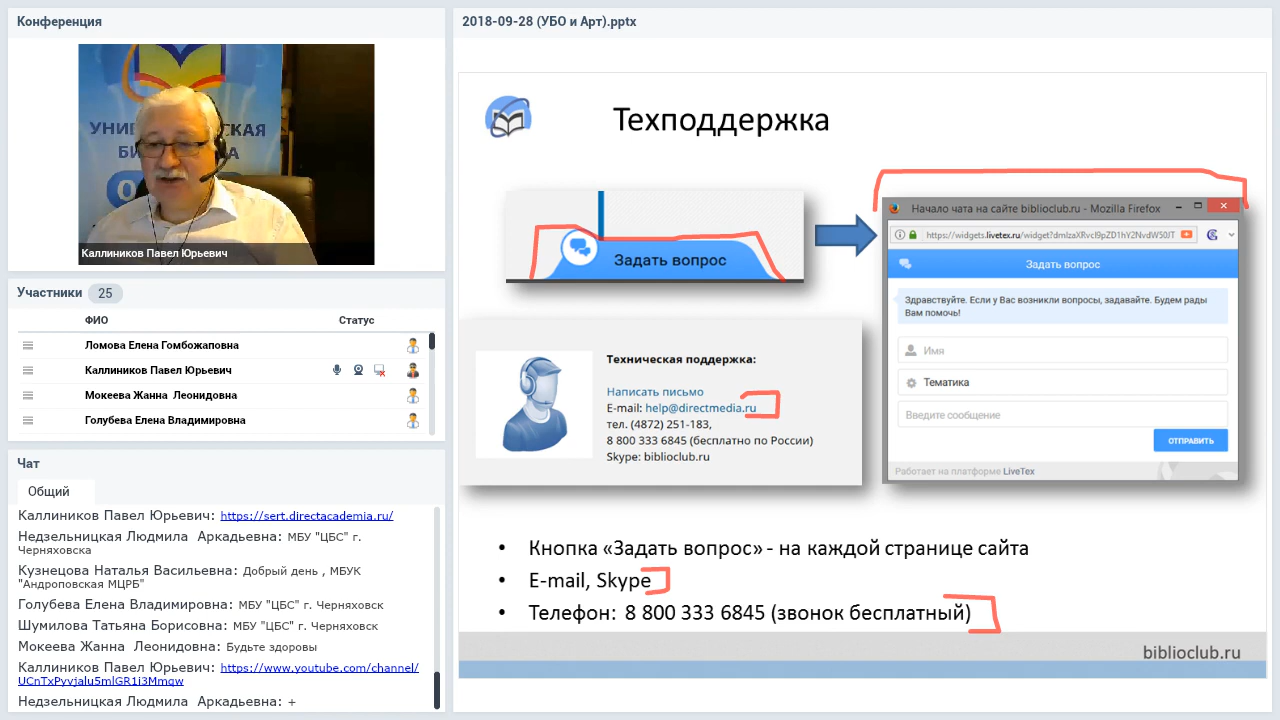 Конференция
УНИ
СКАЯ
БИ
А
Каллиников Павел Юрьевич
Участники 25
ФИО Статус
Ломова Елена Гомбожаповна
Каллиников Павел Юрьевич
Мокеева Жанна Леонидовна
Голубева Елена Владимировна
Чат
Общий
Каллиников Павел Юрьевич: https://sert.directacademia.ru/
Недзельницкая Людмила Аркадьевна: МБУ "ЦБС" г.
Черняховска
Кузнецова Наталья Васильевна: Добрый день , МБУК
"Андроповская МЦРБ"
Голубева Елена Владимировна: МБУ "ЦБС" г. Черняховск
Шумилова Татьяна Борисовна: МБУ "ЦБС" г. Черняховск
Мокеева Жанна Леонидовна: Будьте здоровы
Каллиников Павел Юрьевич: https://www.youtube.com/channel/
Недзельницкая Людмила Аркадьевна: +
2018-09-28 (УБО и Арт).pptx
Техподдержка
Задать вопрос
Начало чата на сайте biblioclub.ru - Mozilla Firefox
Задать вопрос
Здравствуйте. Если у Вас возникли вопросы, задавайте. Будем рады
Вам помочь!
Имя
Тематика
Введите сообщение
ОТПРАВИТЬ
Работает на платформе LiveTex
Техническая поддержка:
Написать письмо
E-mail: help@directmedia.ru
тел. (4872) 251-183,
8 800 333 6845 (бесплатно по России)
Skype: biblioclub.ru
• Кнопка «Задать вопрос» - на каждой странице сайта
• E-mail, Skype
• Телефон: 8 800 333 6845 (звонок бесплатный)
biblioclub.ru